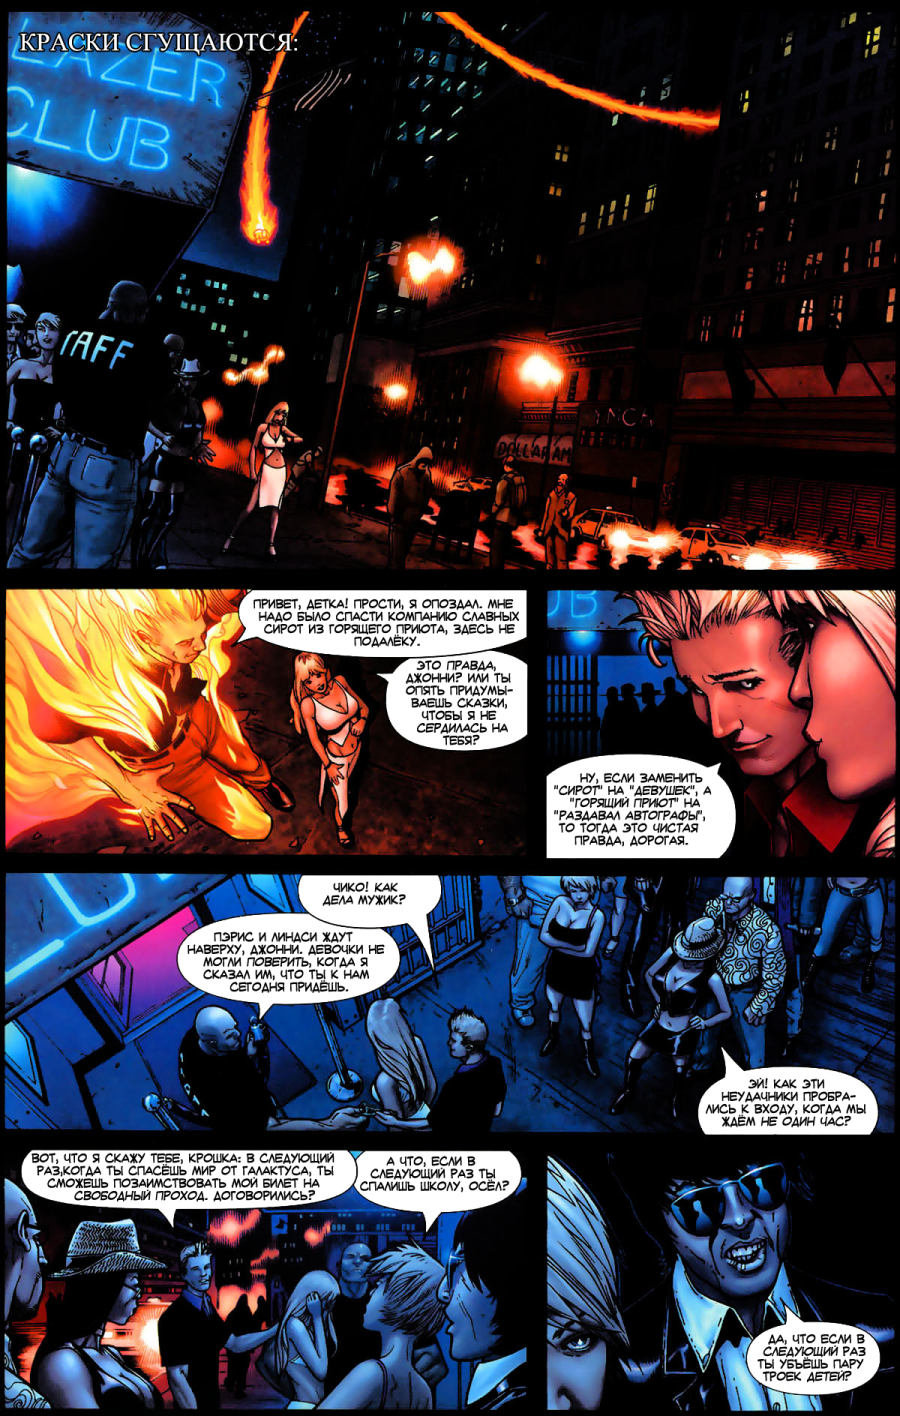 КРАСКИ СГУЩАЮТСЯ:
LAZER
CLUB
TAFF
LYNCH
DOLLARAM
ПРИВЕТ, ДЕТКА! ПРОСТИ, Я ОПОЗДАЛ. МНЕ
НАДО БЫЛО СПАСТИ КОМПАНИЮ СЛАВНЫХ
СИРОТ ИЗ ГОРЯЩЕГО ПРИЮТА, ЗДЕСЬ НЕ
ПОДАЛЁКУ.
ЭТО ПРАВДА,
ДЖОННИ? ИЛИ ТЫ
ОПЯТЬ ПРИДУМЫ-
ВАЕШЬ СКАЗКИ,
ЧТОБЫ Я НЕ
СЕРДИЛАСЬ НА
ТЕБЯ?
UB
НУ, ЕСЛИ ЗАМЕНИТЬ
"СИРОТ" НА "ДЕВУШЕК", А
"ГОРЯЩИЙ ПРИЮТ" НА
"РАЗДАВАЛ АВТОГРАФЫ",
ТО ТОГДА ЭТО ЧИСТАЯ
ПРАВДА, ДОРОГАЯ.
ЧИКО! КАК
ДЕЛА МУЖИК?
ПЭРИС И ЛИНДСИ ЖДУТ
НАВЕРХУ, ДЖОННИ. ДЕВОЧКИ НЕ
МОГЛИ ПОВЕРИТЬ, КОГДА Я
СКАЗАЛ ИМ, ЧТО ТЫ К НАМ
СЕГОДНЯ ПРИДЁШЬ.
ЭЙ! КАК ЭТИ
НЕУДАЧНИКИ ПРОБРА-
ЛИСЬ К ВХОДУ, КОГДА МЫ
ЖДЁМ НЕ ОДИН ЧАС?
ВОТ, ЧТО Я СКАЖУ ТЕБЕ, КРОШКА: В СЛЕДУЮЩИЙ
РАЗ,КОГДА ТЫ СПАСЁШЬ МИР ОТ ГАЛАКТУСА, ТЫ
СМОЖЕШЬ ПОЗАИМСТВОВАТЬ МОЙ БИЛЕТ НА
СВОБОДНЫЙ ПРОХОД. ДОГОВОРИЛИСЬ?
А ЧТО, ЕСЛИ В
СЛЕДУЮЩИЙ РАЗ ТЫ
СПАЛИШЬ ШКОЛУ, ОСЁЛ?
ДА, ЧТО ЕСЛИ В
СЛЕДУЮЩИЙ РАЗ
ТЫ УБЬЁШЬ ПАРУ
ТРОЕК ДЕТЕЙ?